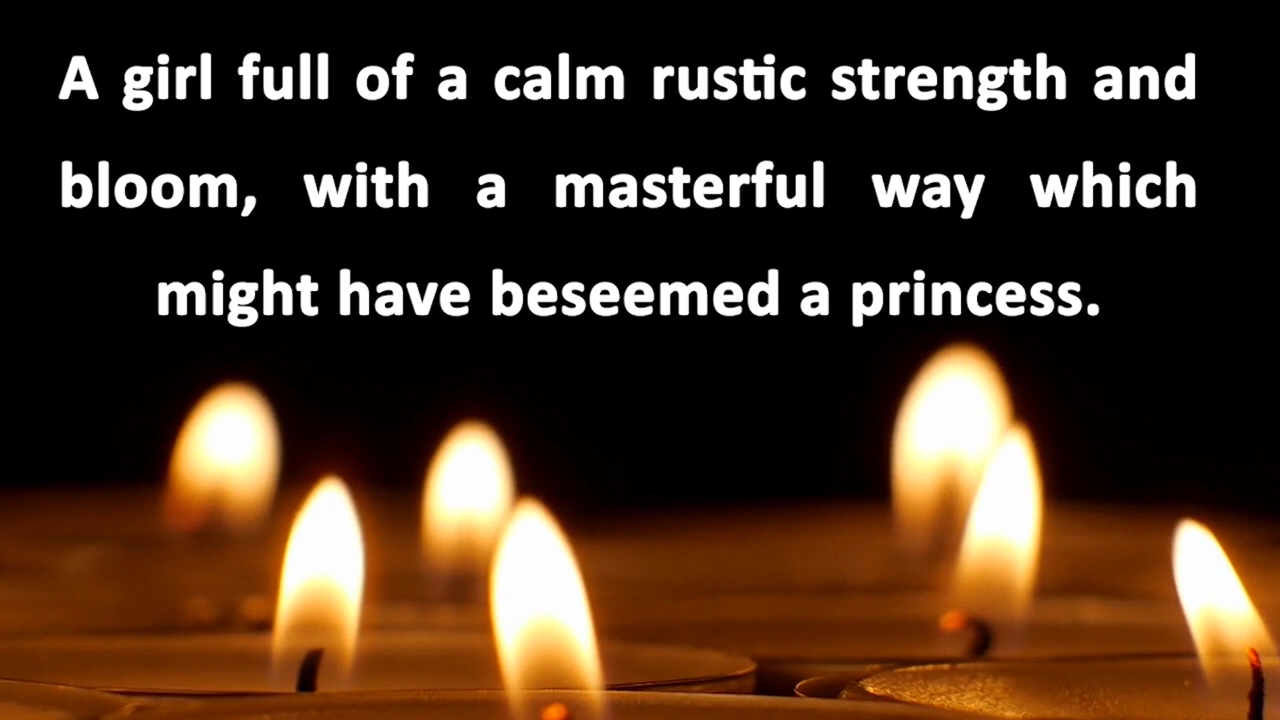 A girl full of a calm rustic strength and
bloom, with a masterful way which
might have beseemed a princess.